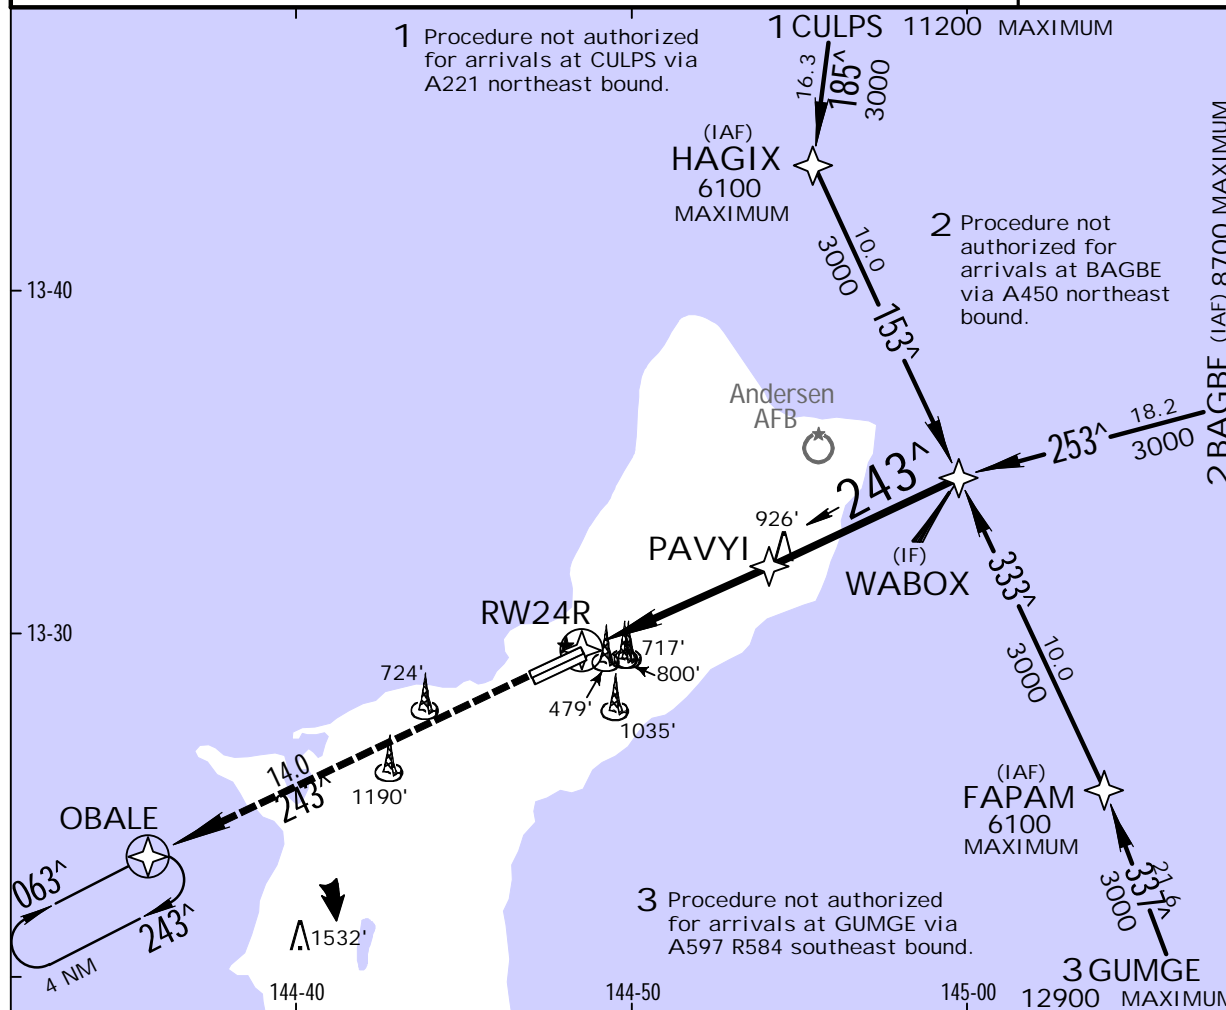 1 Procedure not authorized
for arrivals at CULPS via
A221 northeast bound.
1 CULPS 11200 MAXIMUM
16.3
185^
3000
(IAF)
HAGIX
6100
MAXIMUM
10.0
3000
153^
2 Procedure not
authorized for
arrivals at BAGBE
via A450 northeast
bound.
2 BAGBE (IAF) 8700 MAXIMUM
13-40
Andersen
AFB
18.2
253^
3000
243^
926'
PAVYI
(IF)
WABOX
333^
10.0
3000
RW24R
13-30
717'
800'
724'
479'
1035'
1190'
14.0
243^
OBALE
(IAF)
FAPAM
6100
MAXIMUM
063^
243^
4 NM
1532'
21.6
337^
3000
3 Procedure not authorized
for arrivals at GUMGE via
A597 R584 southeast bound.
3 GUMGE
12900 MAXIMUM
144-40
144-50
145-00